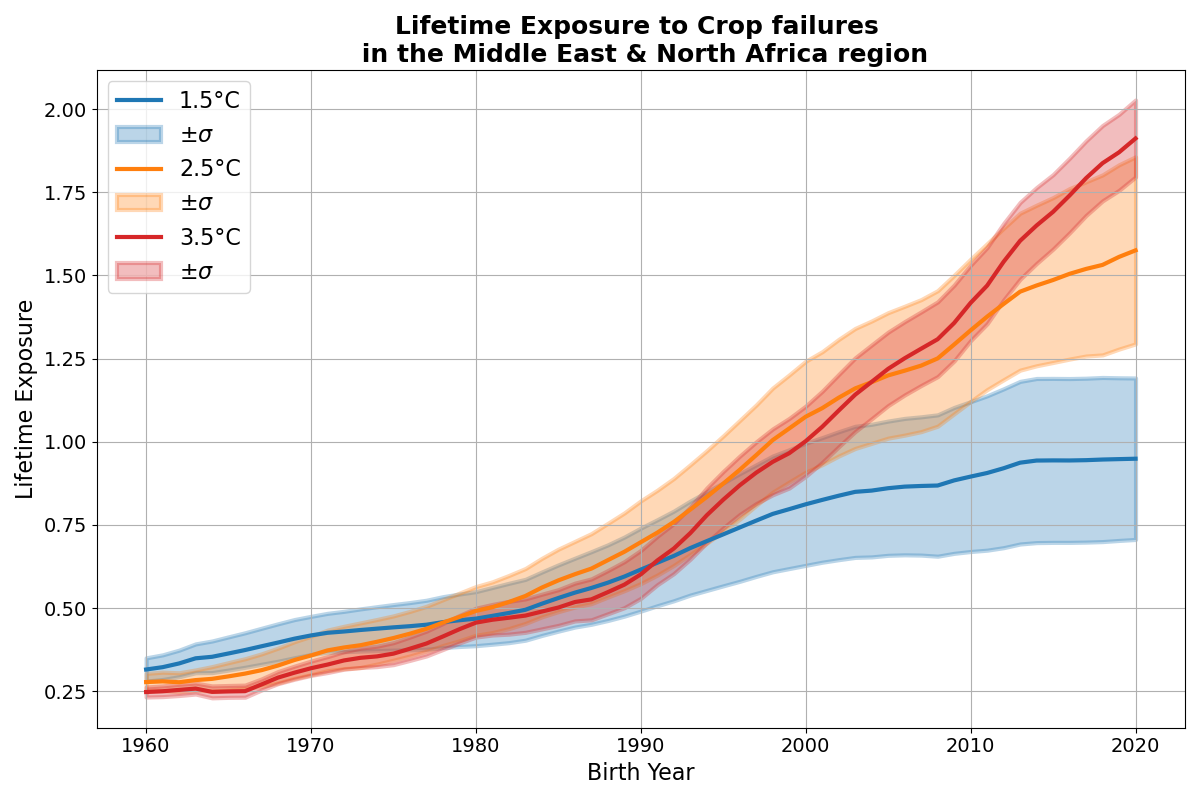 Lifetime Exposure to Crop failures
in the Middle East & North Africa region
1.5°C
±σ
2.5°C
±σ
3.5°C
±σ
Lifetime Exposure
2.00
1.75
1.50
1.25
1.00
0.75
0.50
0.25
1960 1970 1980 1990 2000 2010 2020
Birth Year